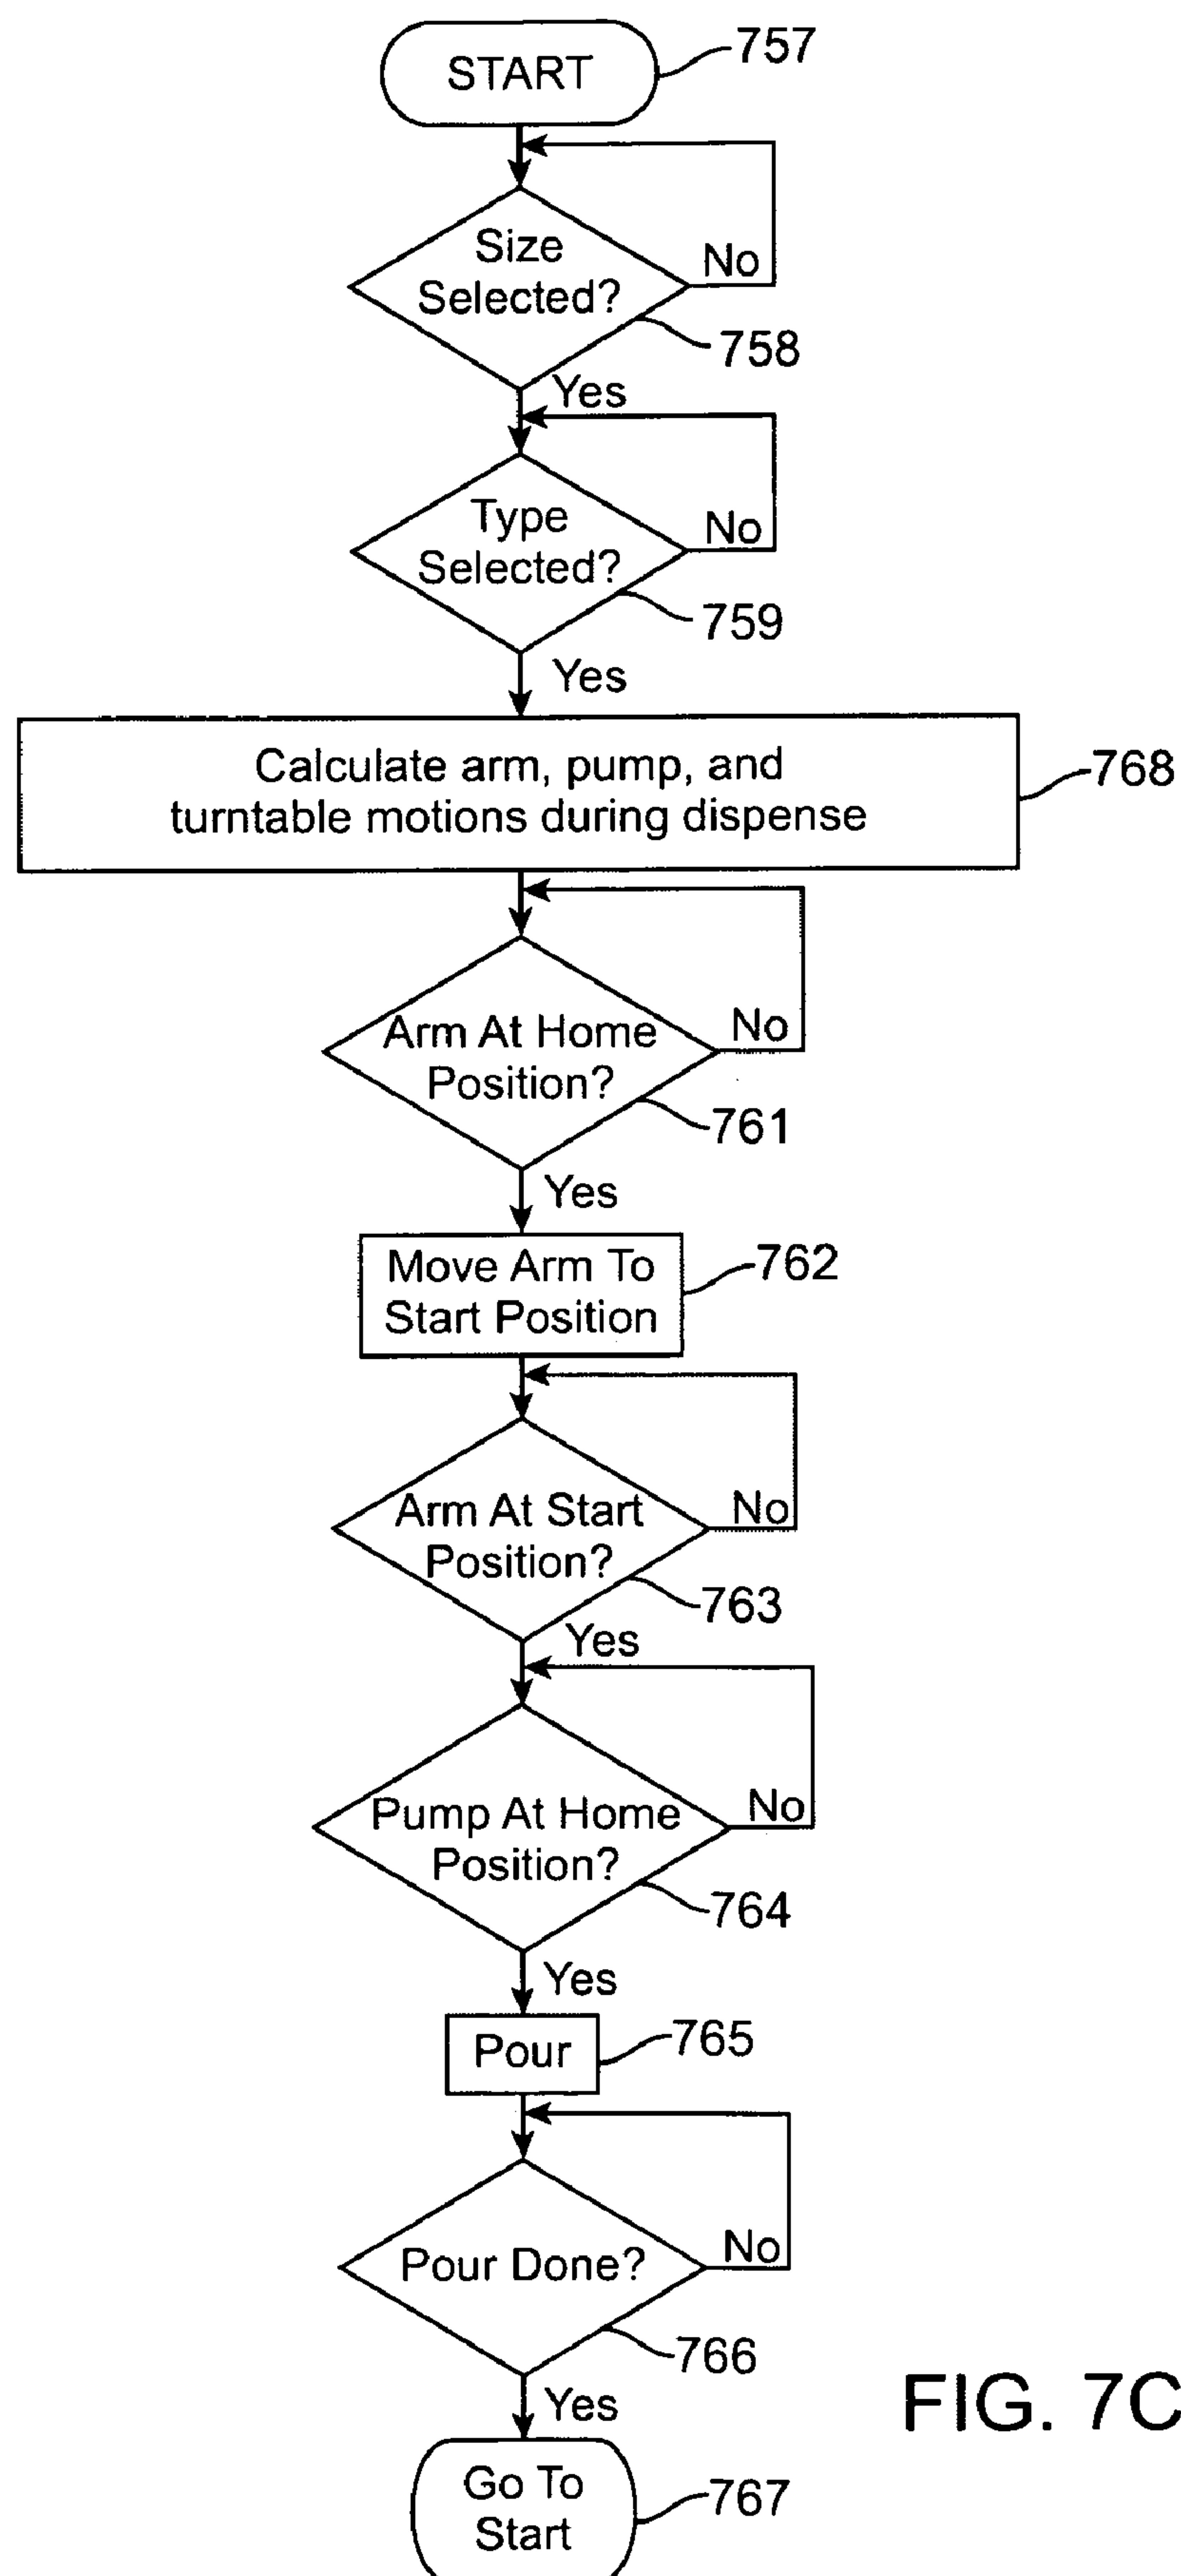 START
757
Size
Selected?
No
758
Yes
Type
Selected?
No
759
Yes
Calculate arm, pump, and
turntable motions during dispense
768
Arm At Home
Position?
No
761
Yes
Move Arm To
Start Position
762
Arm At Start
Position?
No
763
Yes
Pump At Home
Position?
No
764
Yes
Pour
765
Pour Done?
No
766
Yes
Go To
Start
767
FIG. 7C